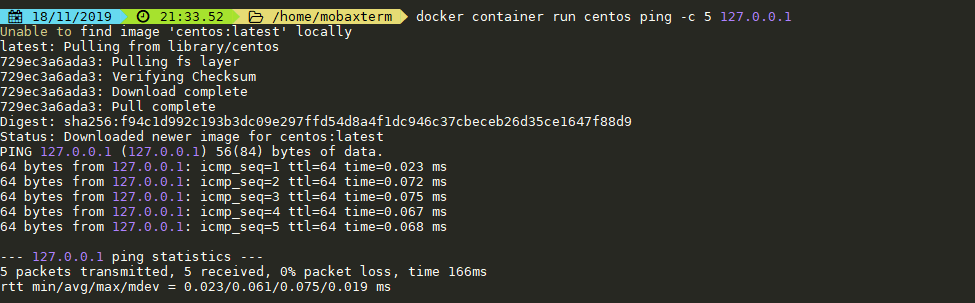 18/11/2019 21:33.52 /home/mobaxterm docker container run centos ping -c 5 127.0.0.1
Unable to find image 'centos:latest' locally
latest: Pulling from library/centos
729ec3a6ada3: Pulling fs layer
729ec3a6ada3: Verifying Checksum
729ec3a6ada3: Download complete
729ec3a6ada3: Pull complete
Digest: sha256:f94c1d992c193b3dc09e297ffd54d8a4f1dc946c37cbeceb26d35ce1647f88d9
Status: Downloaded newer image for centos:latest
PING 127.0.0.1 (127.0.0.1) 56(84) bytes of data.
64 bytes from 127.0.0.1: icmp_seq=1 ttl=64 time=0.023 ms
64 bytes from 127.0.0.1: icmp_seq=2 ttl=64 time=0.072 ms
64 bytes from 127.0.0.1: icmp_seq=3 ttl=64 time=0.075 ms
64 bytes from 127.0.0.1: icmp_seq=4 ttl=64 time=0.067 ms
64 bytes from 127.0.0.1: icmp_seq=5 ttl=64 time=0.068 ms
--- 127.0.0.1 ping statistics ---
5 packets transmitted, 5 received, 0% packet loss, time 166ms
rtt min/avg/max/mdev = 0.023/0.061/0.075/0.019 ms